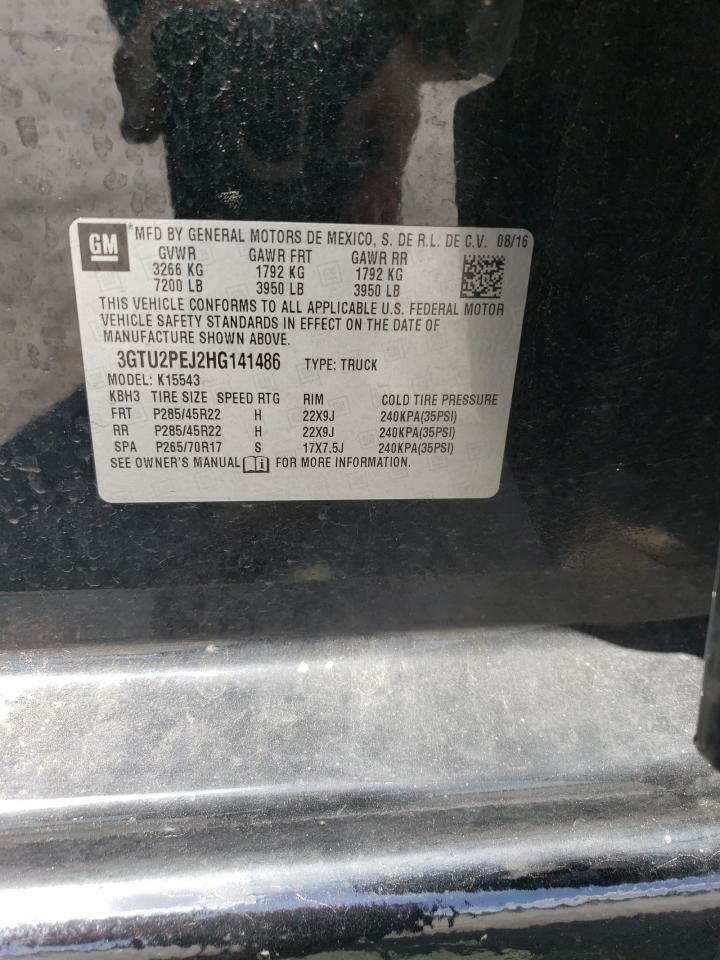 GM
*MFD BY GENERAL MOTORS DE MEXICO, S. DE R.L. DE C.V. 08/16
GVWR GAWR FRT GAWR RR
3266 KG 1792 KG 1792 KG
7200 LB 3950 LB 3950 LB
THIS VEHICLE CONFORMS TO ALL APPLICABLE U.S. FEDERAL MOTOR
VEHICLE SAFETY STANDARDS IN EFFECT ON THE DATE OF
MANUFACTURE SHOWN ABOVE.
3GTU2PEJ2HG141486 TYPE: TRUCK
MODEL: K15543
KBH3 TIRE SIZE SPEED RTG RIM COLD TIRE PRESSURE
FRT P285/45R22 H 22X9J 240KPA(35PSI)
RR P285/45R22 H 22X9J 240KPA(35PSI)
SPA P265/70R17 S 17X7.5J 240KPA(35PSI)
SEE OWNER'S MANUAL FOR MORE INFORMATION.